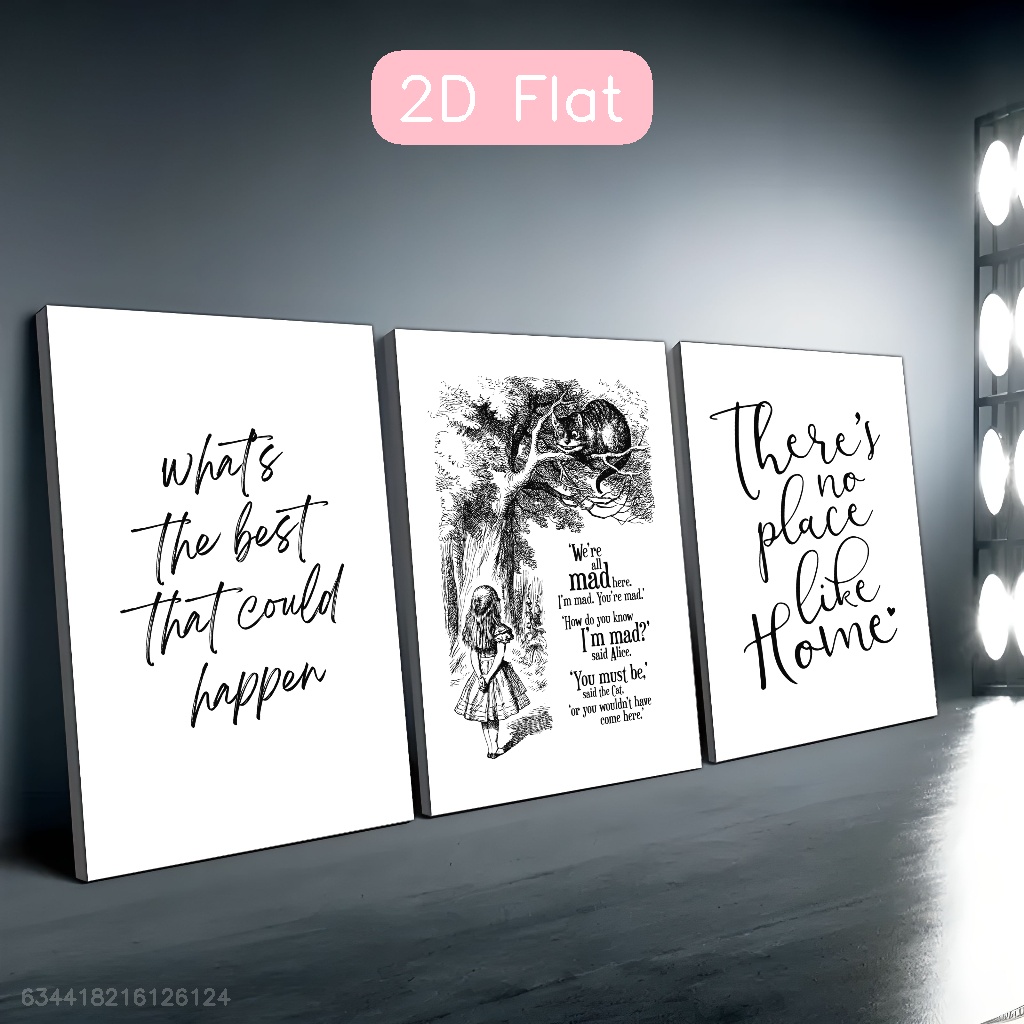 2D Flat
what's
the best
that could
happen
'We're
all
mad here.
I'm mad. You're mad.'
'How do you know
I'm mad?'
said Alice.
'You must be,'
said the Cat,
'or you wouldn't have
come here.'
There's
no
place
like
Home
634418216126124